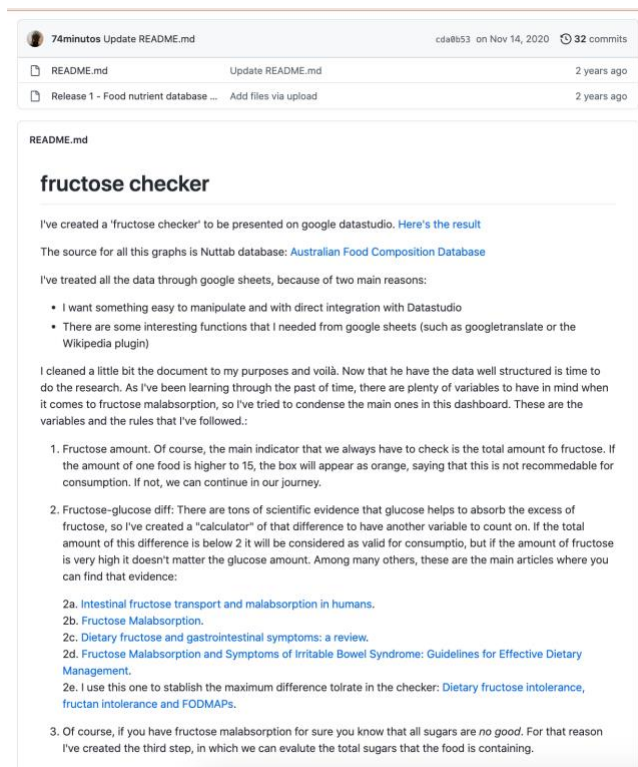 74minutos Update README.md cda0b53 on Nov 14, 2020 32 commits
README.md Update README.md 2 years ago
Release 1 - Food nutrient database ... Add files via upload 2 years ago
README.md
fructose checker
I've created a 'fructose checker' to be presented on google datastudio. Here's the result
The source for all this graphs is Nuttab database: Australian Food Composition Database
I've treated all the data through google sheets, because of two main reasons:
• I want something easy to manipulate and with direct integration with Datastudio
• There are some interesting functions that I needed from google sheets (such as googletranslate or the
Wikipedia plugin)
I cleaned a little bit the document to my purposes and voilà. Now that he have the data well structured is time to
do the research. As I've been learning through the past of time, there are plenty of variables to have in mind when
it comes to fructose malabsorption, so I've tried to condense the main ones in this dashboard. These are the
variables and the rules that I've followed.:
1. Fructose amount. Of course, the main indicator that we always have to check is the total amount fo fructose. If
the amount of one food is higher to 15, the box will appear as orange, saying that this is not recommedable for
consumption. If not, we can continue in our journey.
2. Fructose-glucose diff: There are tons of scientific evidence that glucose helps to absorb the excess of
fructose, so I've created a "calculator" of that difference to have another variable to count on. If the total
amount of this difference is below 2 it will be considered as valid for consumptio, but if the amount of fructose
is very high it doesn't matter the glucose amount. Among many others, these are the main articles where you
can find that evidence:
2a. Intestinal fructose transport and malabsorption in humans.
2b. Fructose Malabsorption.
2c. Dietary fructose and gastrointestinal symptoms: a review.
2d. Fructose Malabsorption and Symptoms of Irritable Bowel Syndrome: Guidelines for Effective Dietary
Management.
2e. I use this one to stablish the maximum difference tolrate in the checker: Dietary fructose intolerance,
fructan intolerance and FODMAPs.
3. Of course, if you have fructose malabsorption for sure you know that all sugars are no good. For that reason
I've created the third step, in which we can evalute the total sugars that the food is containing.